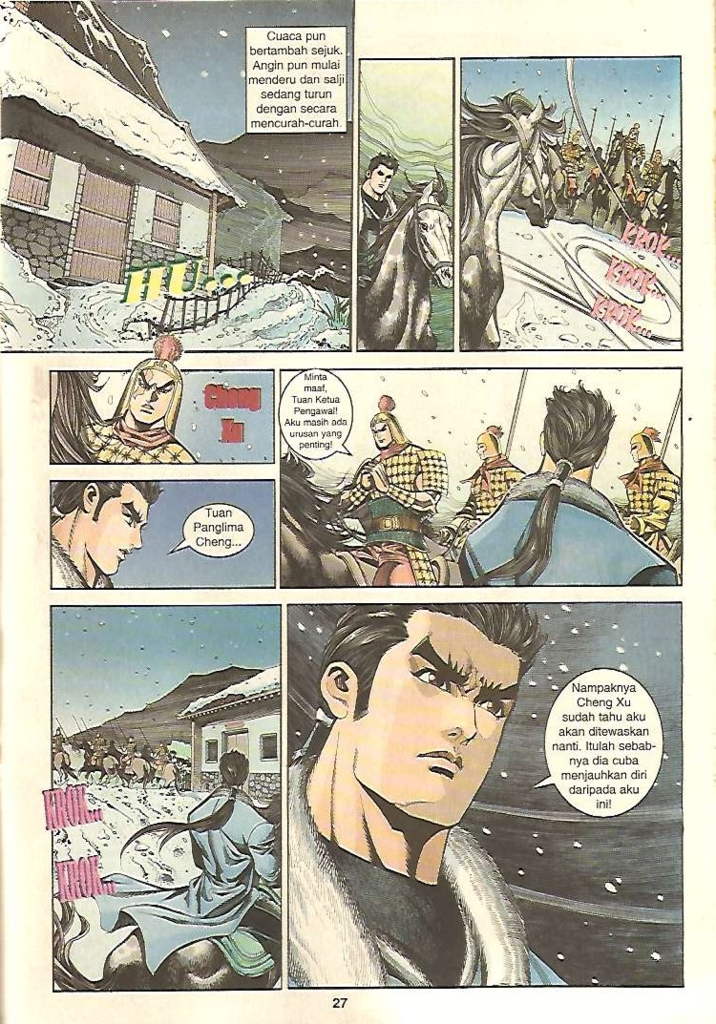 Cuaca pun
bertambah sejuk.
Angin pun mulai
menderu dan salji
sedang turun
dengan secara
mencurah-curah.
HU...
KROK...
KROK...
KROK...
Cheng
Xu
Minta
maaf,
Tuan Ketua
Pengawal!
Aku masih ada
urusan yang
penting!
Tuan
Panglima
Cheng...
KROK...
KROK...
Nampaknya
Cheng Xu
sudah tahu aku
akan ditewaskan
nanti. Itulah sebab-
nya dia cuba
menjauhkan diri
daripada aku
ini!
27